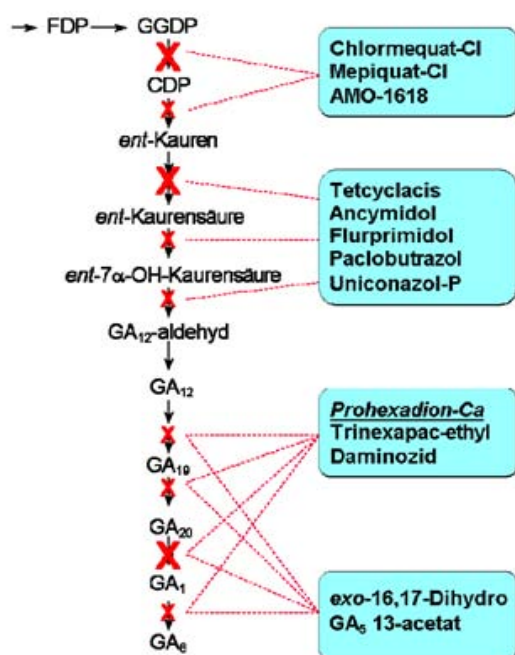 FDP GGDP
CDP
ent-Kauren
ent-Kaurensäure
ent-7α-OH-Kaurensäure
GA12-aldehyd
GA12
GA19
GA20
GA1
GA6
Chlormequat-Cl
Mepiquat-Cl
AMO-1618
Tetcyclacis
Ancymidol
Flurprimidol
Paclobutrazol
Uniconazol-P
Prohexadion-Ca
Trinexapac-ethyl
Daminozid
exo-16,17-Dihydro
GA5 13-acetat